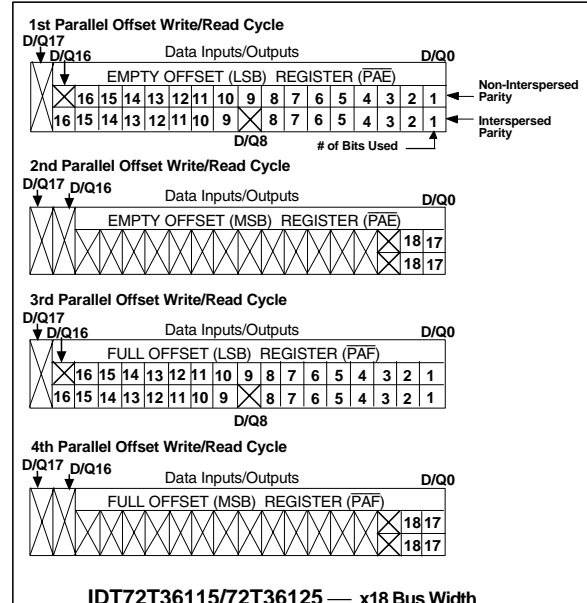 1st Parallel Offset Write/Read Cycle
D/Q17
D/Q16
Data Inputs/Outputs
D/Q0
EMPTY OFFSET (LSB) REGISTER (PAE)
16 15 14 13 12 11 10 9 8 7 6 5 4 3 2 1
Non-Interspersed Parity
16 15 14 13 12 11 10 9 8 7 6 5 4 3 2 1
Interspersed Parity
D/Q8
# of Bits Used
2nd Parallel Offset Write/Read Cycle
D/Q17
D/Q16
Data Inputs/Outputs
D/Q0
EMPTY OFFSET (MSB) REGISTER (PAE)
18 17
18 17
3rd Parallel Offset Write/Read Cycle
D/Q17
D/Q16
Data Inputs/Outputs
D/Q0
FULL OFFSET (LSB) REGISTER (PAF)
16 15 14 13 12 11 10 9 8 7 6 5 4 3 2 1
16 15 14 13 12 11 10 9 8 7 6 5 4 3 2 1
D/Q8
4th Parallel Offset Write/Read Cycle
D/Q17
D/Q16
Data Inputs/Outputs
D/Q0
FULL OFFSET (MSB) REGISTER (PAF)
18 17
18 17
IDT72T36115/72T36125 — x18 Bus Width